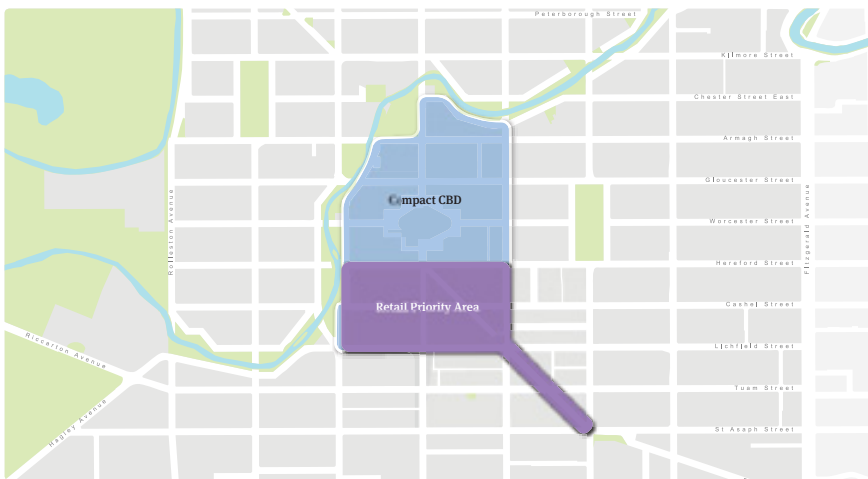 Peterborough Street
Kilmore Street
Chester Street East
Armagh Street
Gloucester Street
Rolleston Avenue
Fitzgerald Avenue
Compact CBD
Worcester Street
Hereford Street
Cashel Street
Retail Priority Area
Riccarton Avenue
Lichfield Street
Tuam Street
Hagley Avenue
St Asaph Street